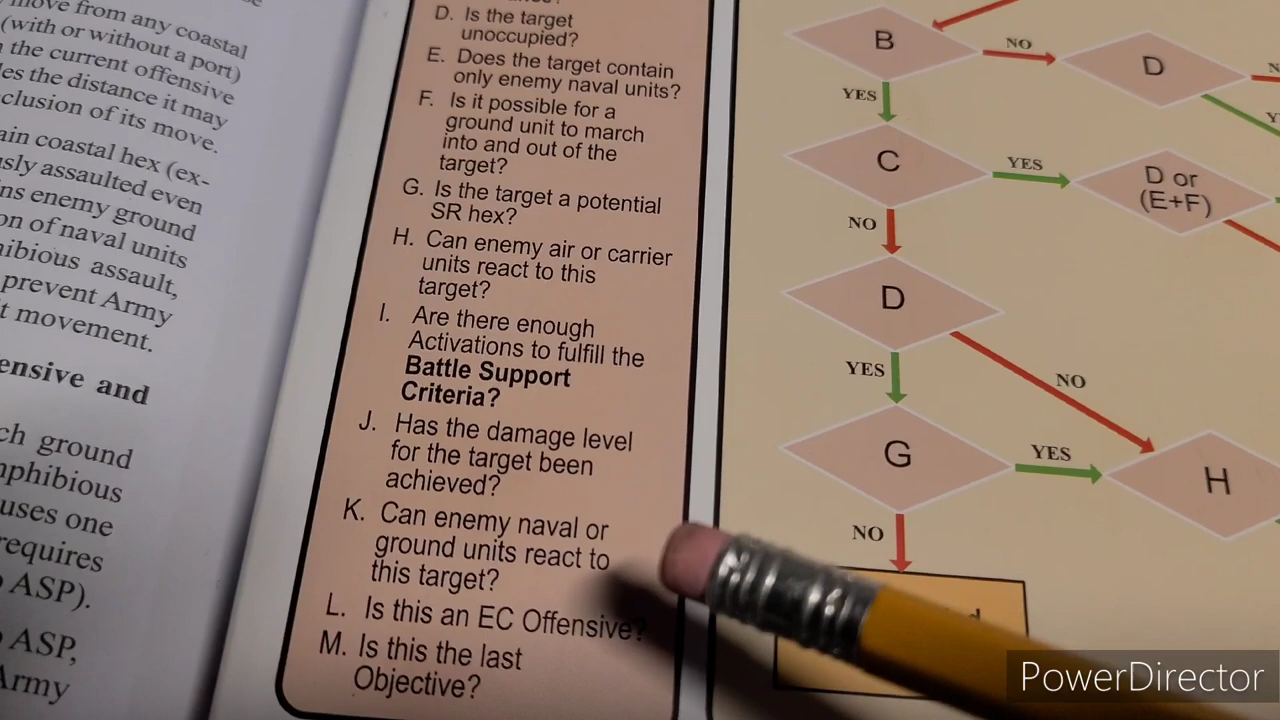 move from any coastal
(with or without a port)
the current offensive
es the distance it may
clusion of its move.
ain coastal hex (ex-
sly assaulted even
ns enemy ground
on of naval units
hibious assault,
prevent Army
t movement.
ensive and
ch ground
mphibious
uses one
requires
ASP).
ASP,
Army
D. Is the target
unoccupied?
E. Does the target contain
only enemy naval units?
F. Is it possible for a
ground unit to march
into and out of the
target?
G. Is the target a potential
SR hex?
H. Can enemy air or carrier
units react to this
target?
I. Are there enough
Activations to fulfill the
Battle Support
Criteria?
J. Has the damage level
for the target been
achieved?
K. Can enemy naval or
ground units react to
this target?
L. Is this an EC Offensive?
M. Is this the last
Objective?
B
NO
D
YES
C
YES
D or
(E+F)
NO
D
YES
NO
G
YES
H
NO
PowerDirector